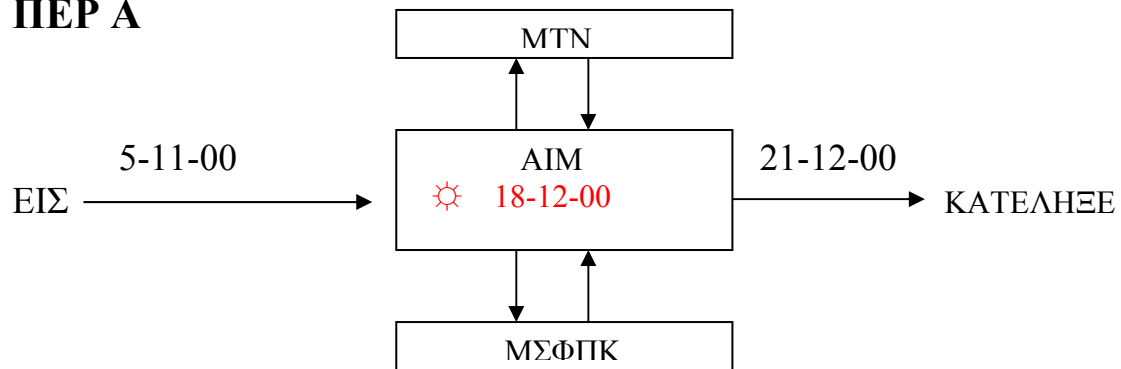 ΠΕΡ Α
ΜΤΝ
5-11-00
ΑΙΜ
21-12-00
ΕΙΣ
☼ 18-12-00
ΚΑΤΕΛΗΞΕ
ΜΣΦΠΚ